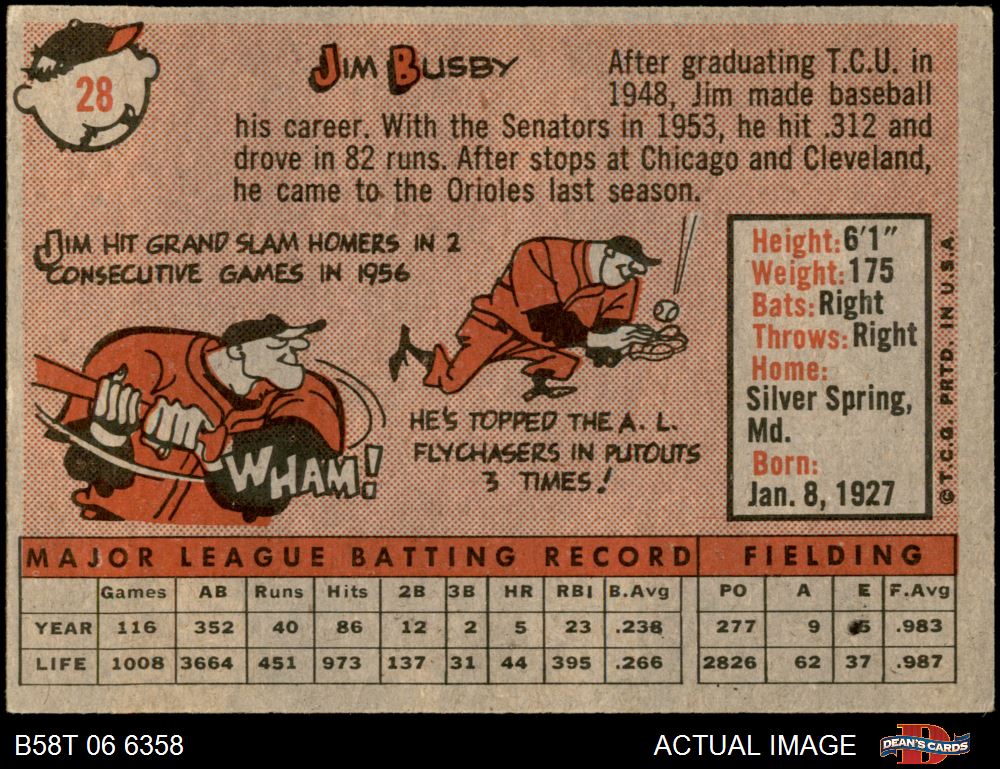 28
JIM BUSBY
After graduating T.C.U. in
1948, Jim made baseball
his career. With the Senators in 1953, he hit .312 and
drove in 82 runs. After stops at Chicago and Cleveland,
he came to the Orioles last season.
JIM HIT GRAND SLAM HOMERS IN 2
CONSECUTIVE GAMES IN 1956
WHAM!
HE'S TOPPED THE A. L.
FLYCHASERS IN PUTOUTS
3 TIMES!
Height: 6'1"
Weight: 175
Bats: Right
Throws: Right
Home:
Silver Spring,
Md.
Born:
Jan. 8, 1927
© T.C.G. PRTD. IN U.S.A.
MAJOR LEAGUE BATTING RECORD FIELDING
Games AB Runs Hits 2B 3B HR RBI B.Avg PO A E F.Avg
YEAR 116 352 40 86 12 2 5 23 .238 277 9 5 .983
LIFE 1008 3664 451 973 137 31 44 395 .266 2826 62 37 .987
B58T 06 6358 ACTUAL IMAGE DEAN'S CARDS